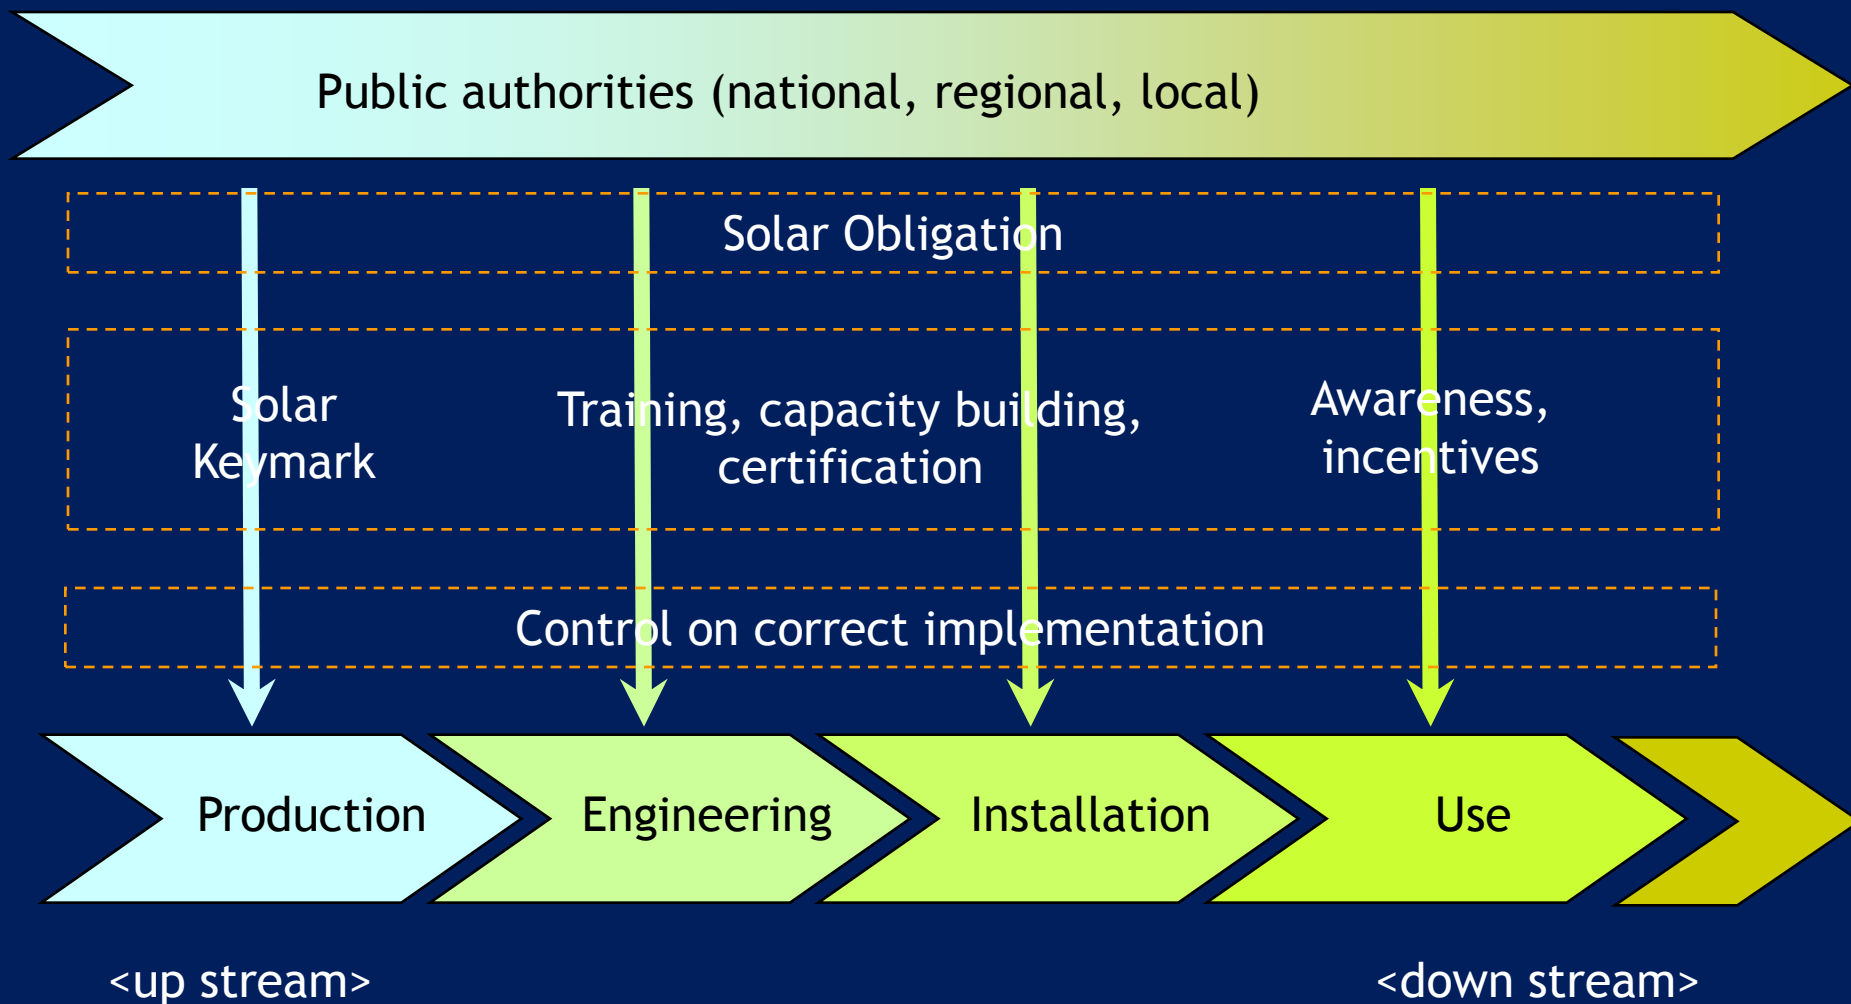 Public authorities (national, regional, local)
Solar Obligation
Solar
Keymark
Training, capacity building,
certification
Awareness,
incentives
Control on correct implementation
Production
Engineering
Installation
Use
<up stream>
<down stream>